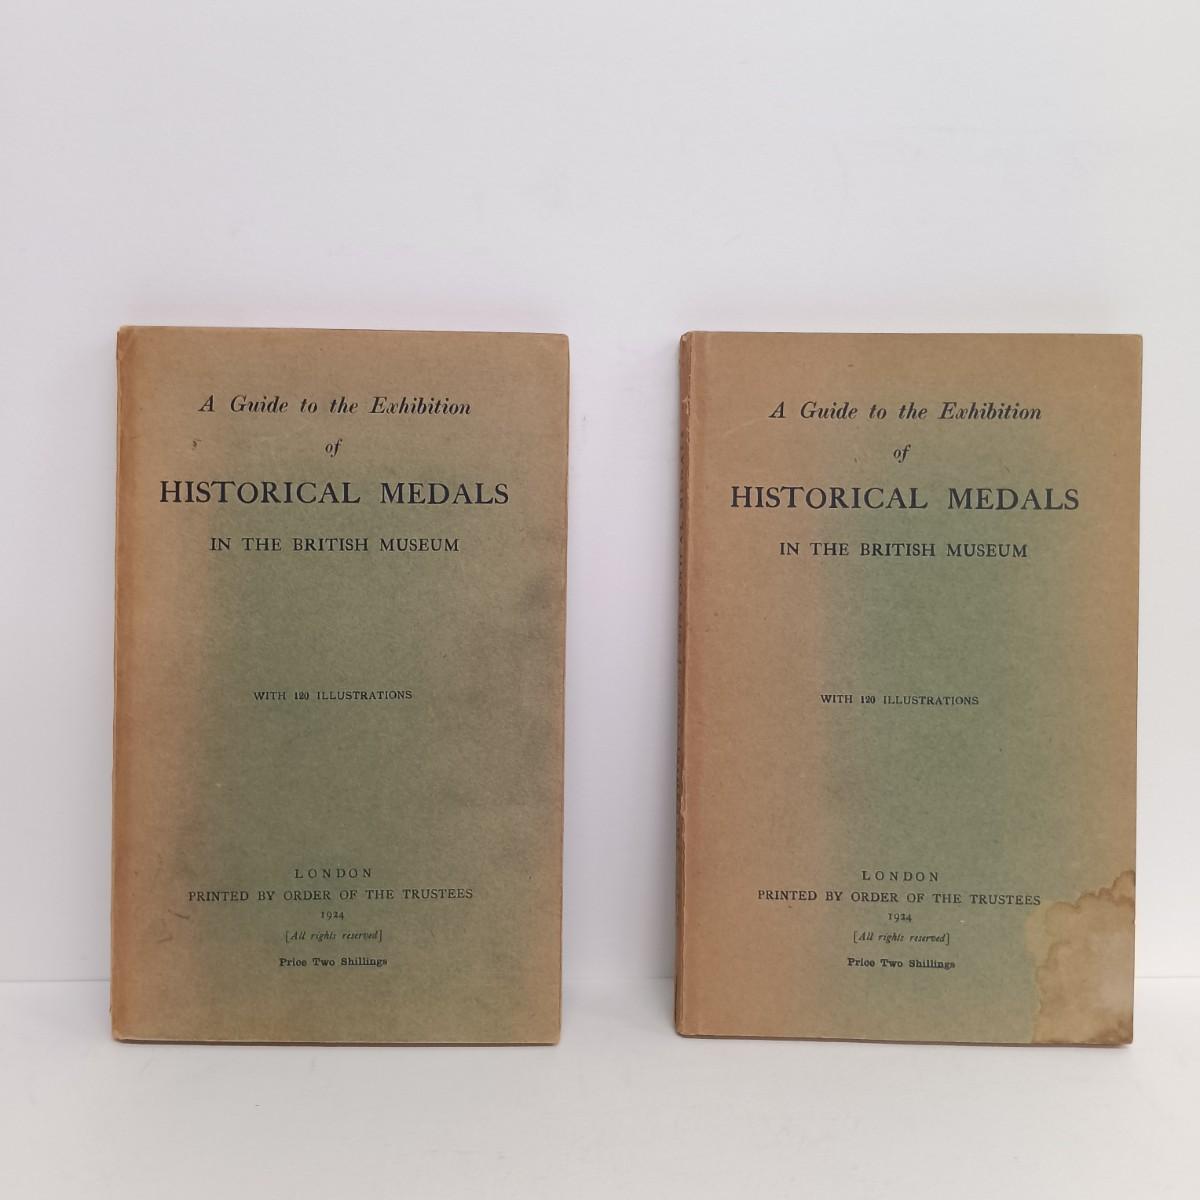 A Guide to the Exhibition
of
HISTORICAL MEDALS
IN THE BRITISH MUSEUM
WITH 120 ILLUSTRATIONS
LONDON
PRINTED BY ORDER OF THE TRUSTEES
1924
[All rights reserved]
Price Two Shillings
A Guide to the Exhibition
of
HISTORICAL MEDALS
IN THE BRITISH MUSEUM
WITH 120 ILLUSTRATIONS
LONDON
PRINTED BY ORDER OF THE TRUSTEES
1924
[All rights reserved]
Price Two Shillings